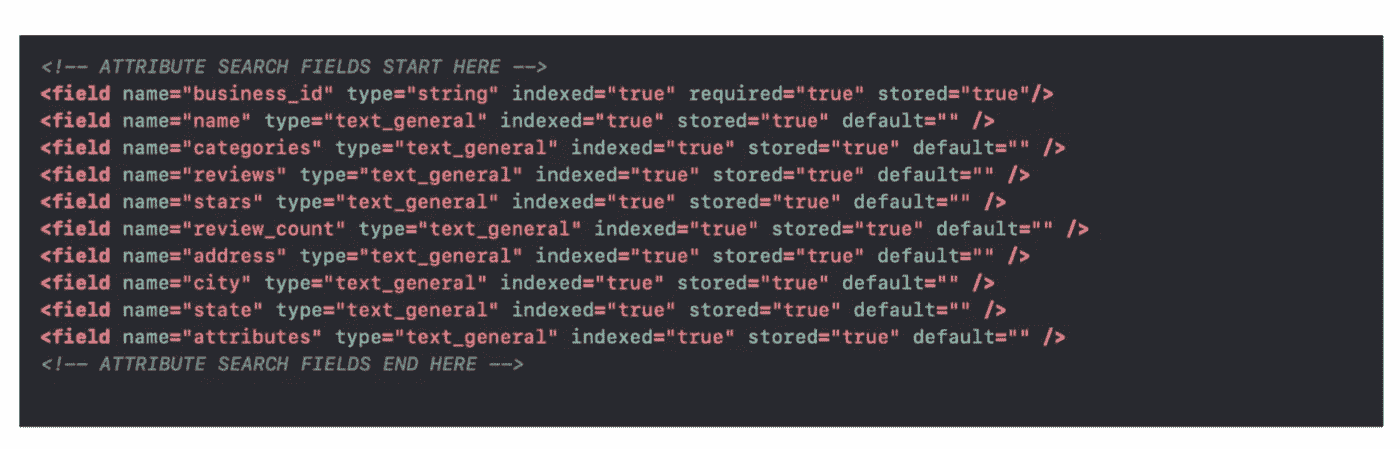 <!-- ATTRIBUTE SEARCH FIELDS START HERE -->
<field name="business_id" type="string" indexed="true" required="true" stored="true"/>
<field name="name" type="text_general" indexed="true" stored="true" default="" />
<field name="categories" type="text_general" indexed="true" stored="true" default="" />
<field name="reviews" type="text_general" indexed="true" stored="true" default="" />
<field name="stars" type="text_general" indexed="true" stored="true" default="" />
<field name="review_count" type="text_general" indexed="true" stored="true" default="" />
<field name="address" type="text_general" indexed="true" stored="true" default="" />
<field name="city" type="text_general" indexed="true" stored="true" default="" />
<field name="state" type="text_general" indexed="true" stored="true" default="" />
<field name="attributes" type="text_general" indexed="true" stored="true" default="" />
<!-- ATTRIBUTE SEARCH FIELDS END HERE -->